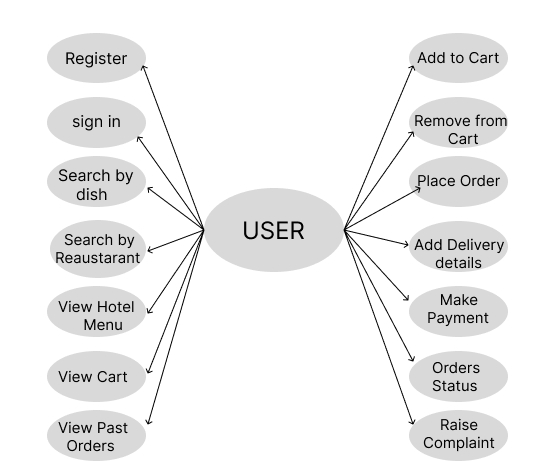 Register
sign in
Search by
dish
Search by
Reaustarant
View Hotel
Menu
View Cart
View Past
Orders
USER
Add to Cart
Remove from
Cart
Place Order
Add Delivery
details
Make
Payment
Orders
Status
Raise
Complaint